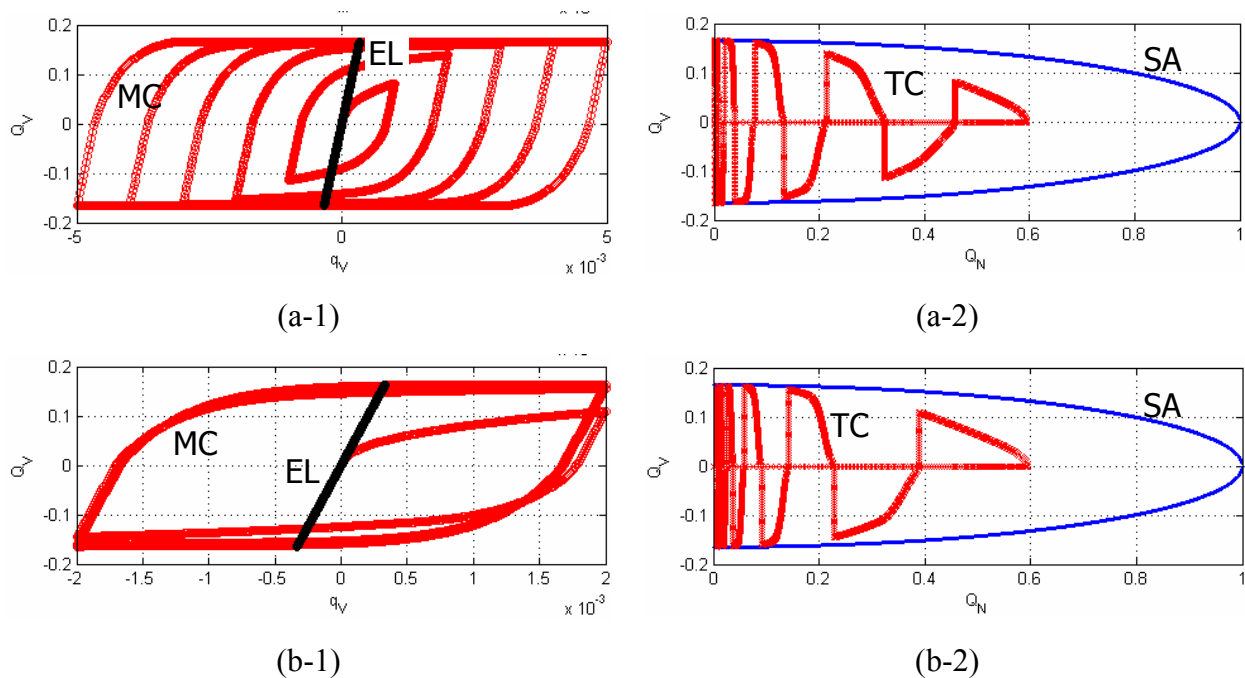 0.2
0.1
0
-0.1
-0.2
Q_V
MC
EL
-5
0
5
q_V
x 10^-3
(a-1)
0.2
0.1
0
-0.1
-0.2
Q_V
TC
SA
0
0.2
0.4
0.6
0.8
1
Q_N
(a-2)
0.2
0.1
0
-0.1
-0.2
Q_V
MC
EL
-2
-1.5
-1
-0.5
0
0.5
1
1.5
2
q_V
x 10^-3
(b-1)
0.2
0.1
0
-0.1
-0.2
Q_V
TC
SA
0
0.2
0.4
0.6
0.8
1
Q_N
(b-2)